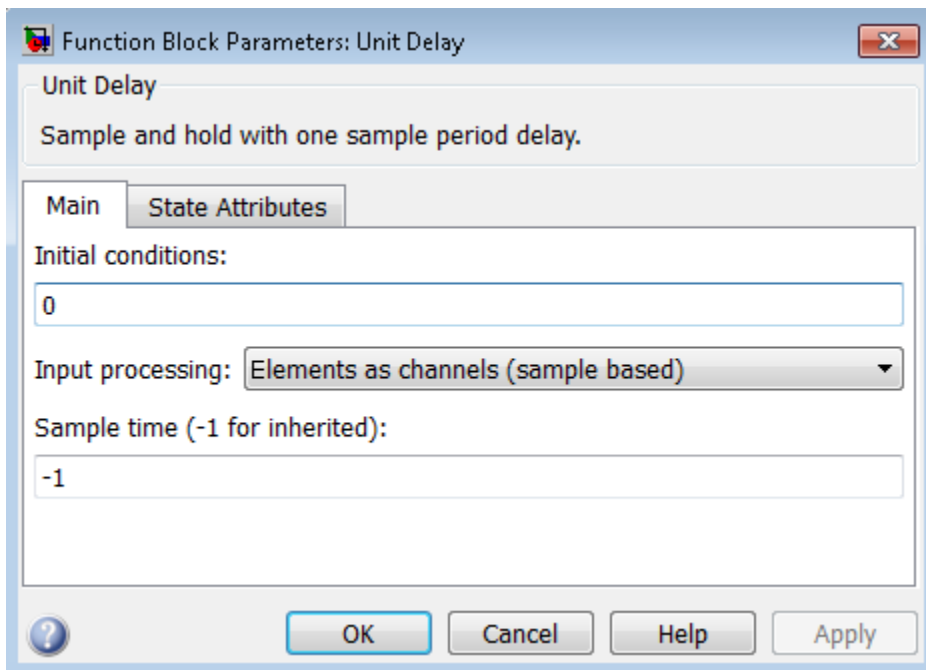 Function Block Parameters: Unit Delay
Unit Delay
Sample and hold with one sample period delay.
Main State Attributes
Initial conditions:
0
Input processing: Elements as channels (sample based)
Sample time (-1 for inherited):
-1
? OK Cancel Help Apply